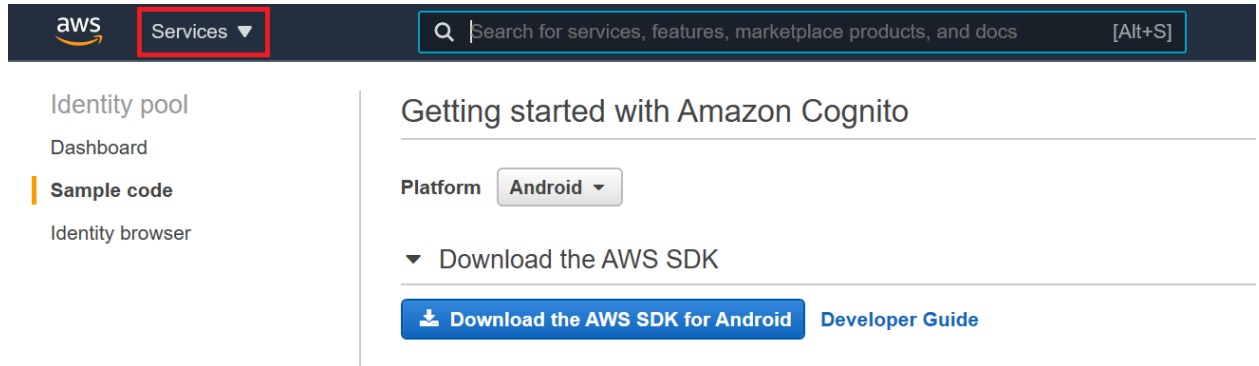 aws Services ▼ Search for services, features, marketplace products, and docs [Alt+S]
Identity pool
Dashboard
Sample code
Identity browser
Getting started with Amazon Cognito
Platform Android
Download the AWS SDK
Download the AWS SDK for Android Developer Guide